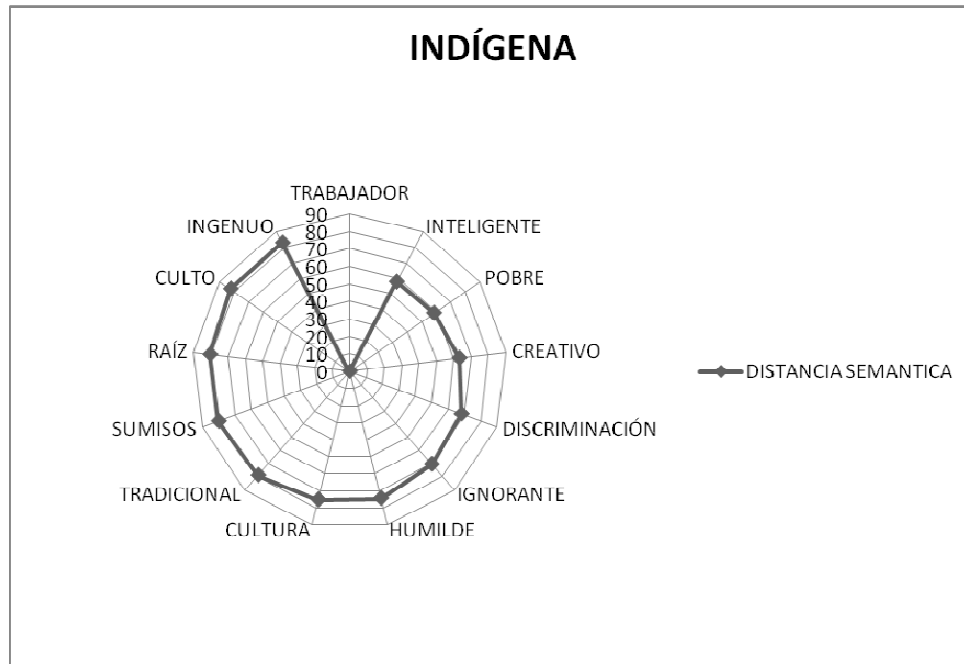 INDÍGENA
TRABAJADOR
INGENUO
INTELIGENTE
CULTO
POBRE
RAÍZ
CREATIVO
SUMISOS
DISCRIMINACIÓN
TRADICIONAL
IGNORANTE
CULTURA
HUMILDE
90
80
70
60
50
40
30
20
10
0
DISTANCIA SEMANTICA